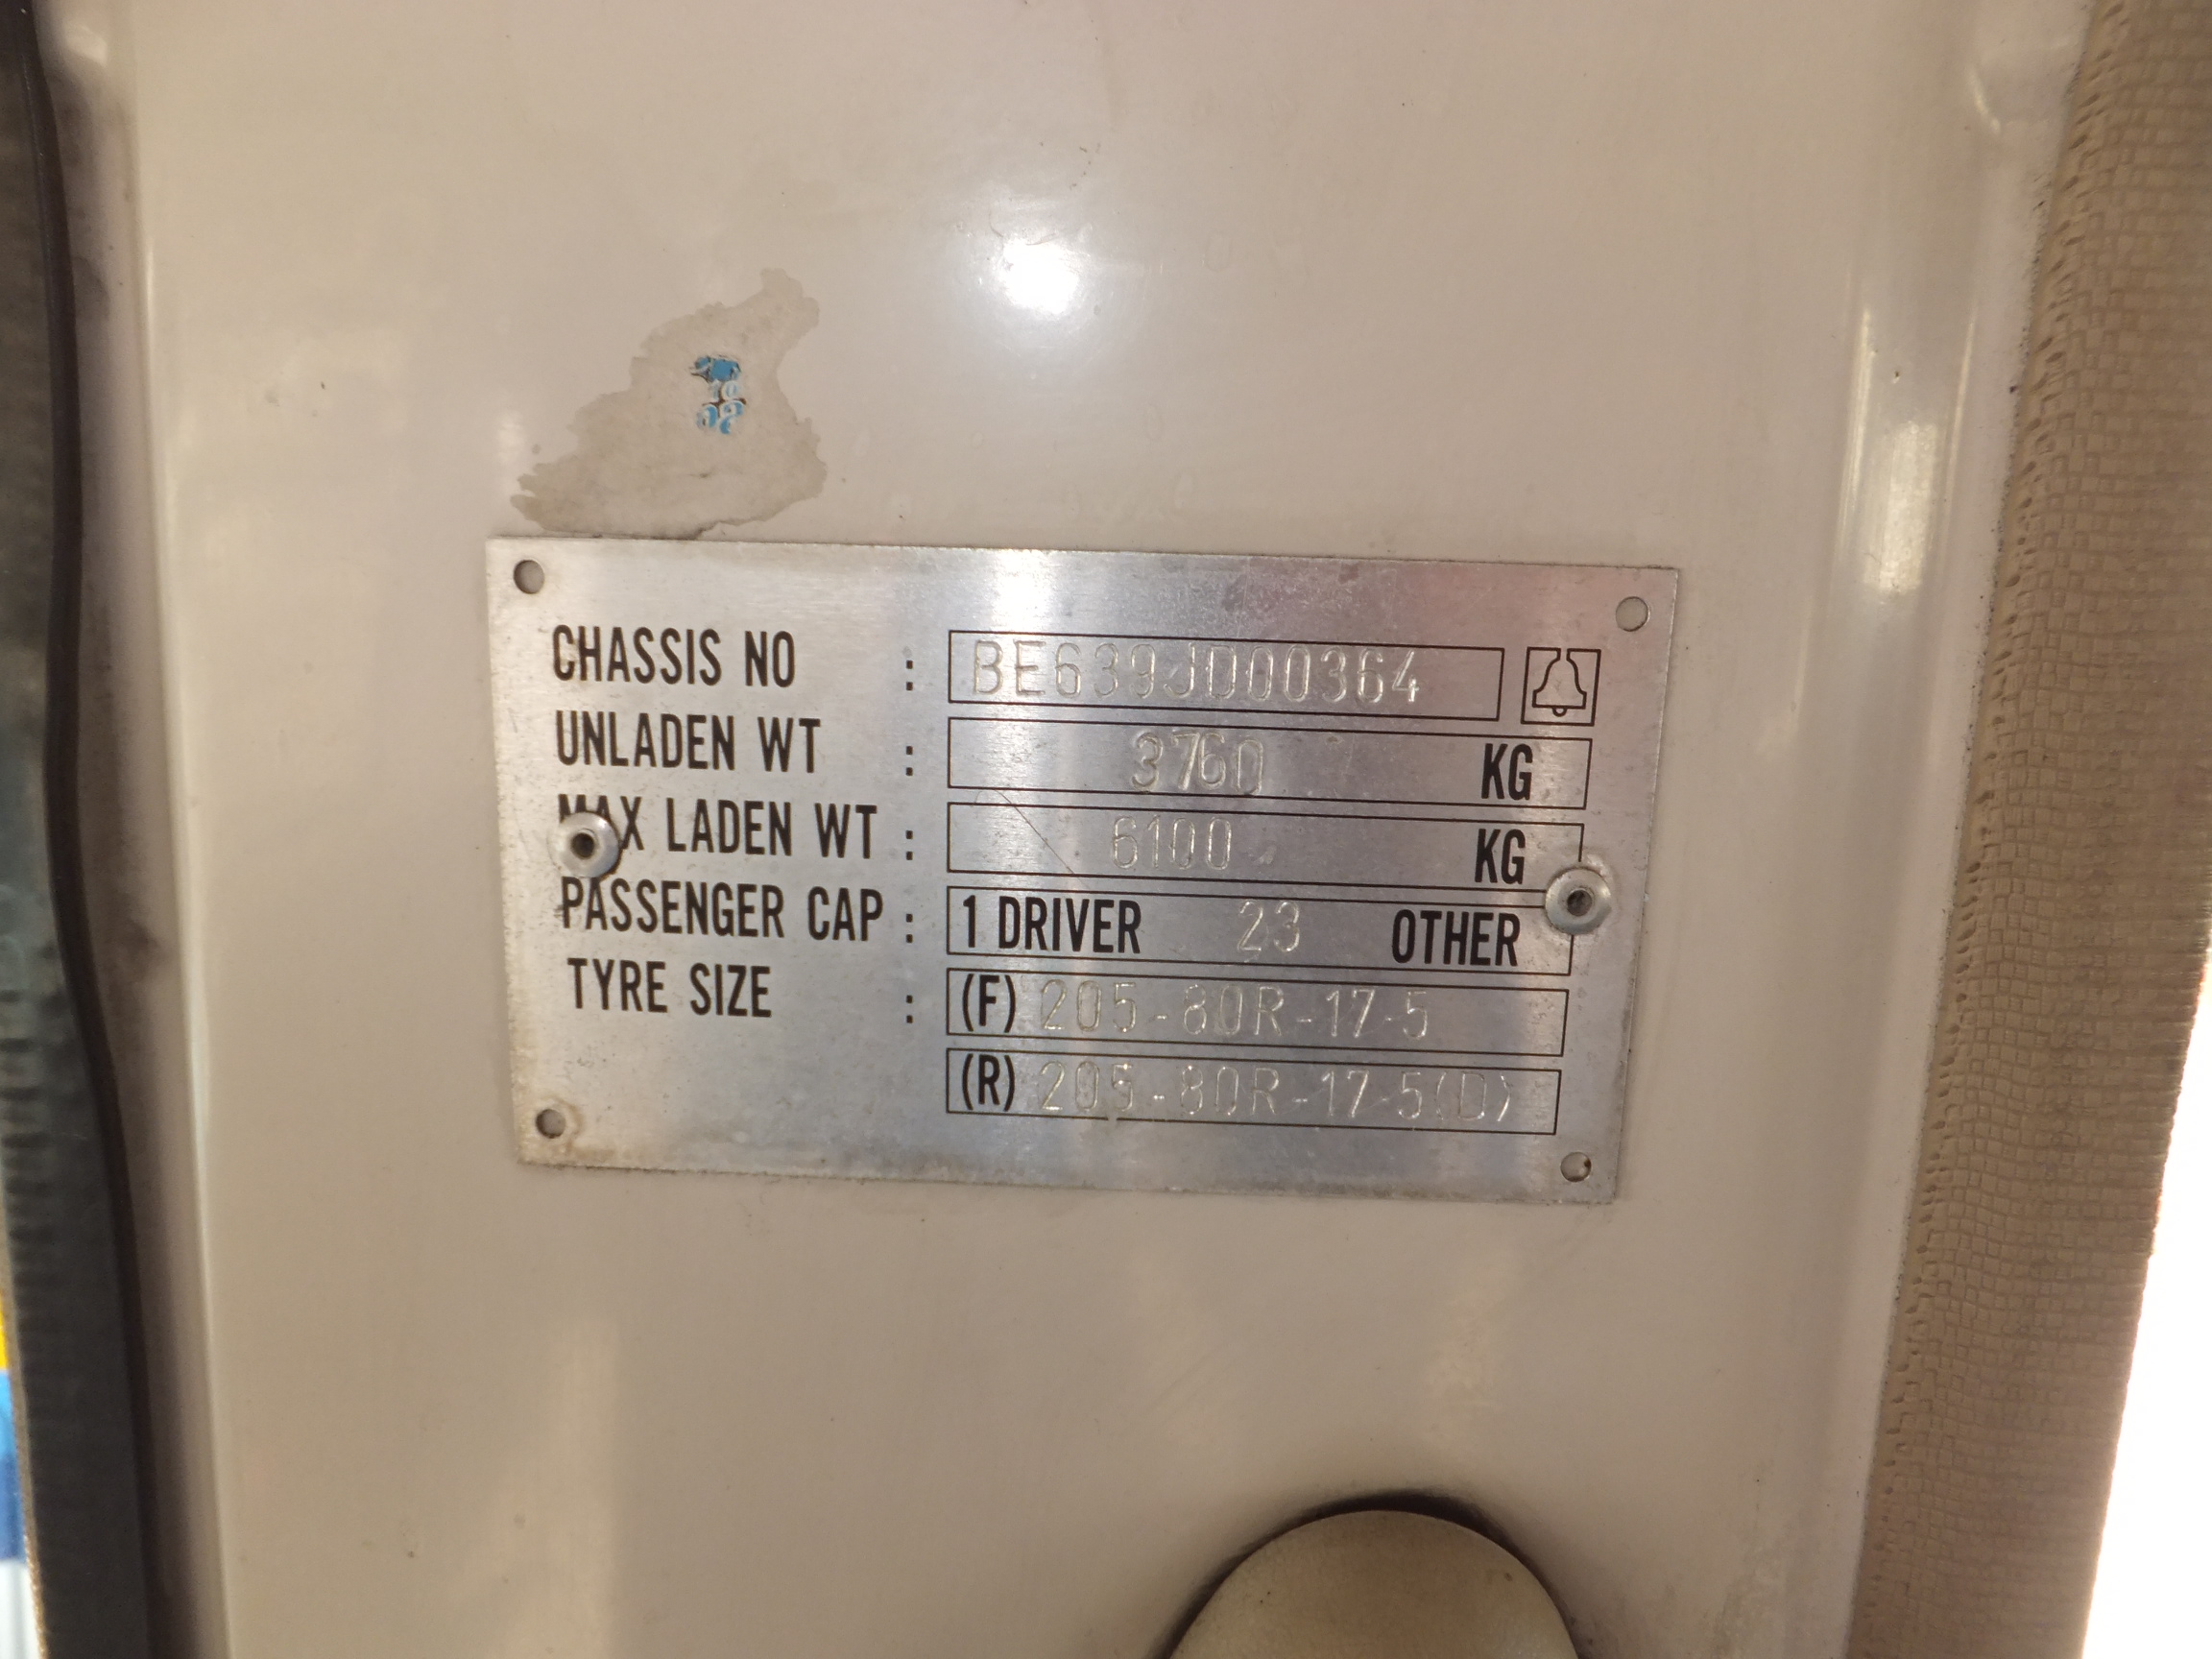 CHASSIS NO : BE639JD00364
UNLADEN WT : 3760 KG
MAX LADEN WT : 6100 KG
PASSENGER CAP : 1 DRIVER 23 OTHER
TYRE SIZE : (F) 205-80R-17-5
(R) 205-80R-17-5(D)